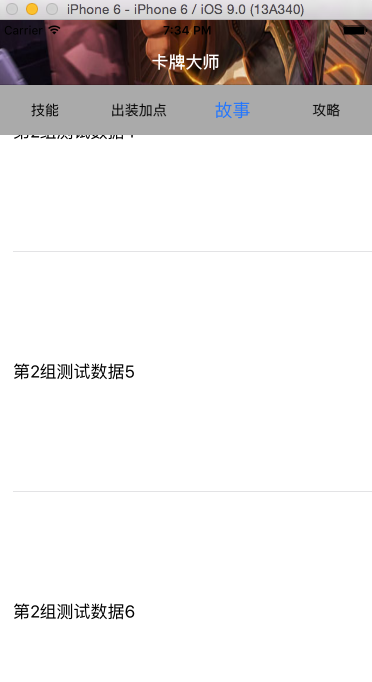 iPhone 6 - iPhone 6 / iOS 9.0 (13A340)
Carrier 7:34 PM
卡牌大师
技能 出装加点 故事 攻略
第2组测试数据4
第2组测试数据5
第2组测试数据6